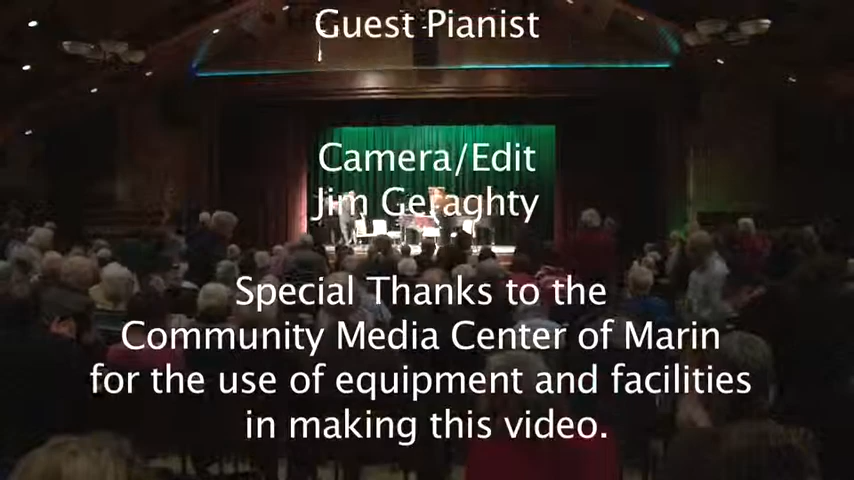 Guest Pianist
Camera/Edit
Jim Geraghty
Special Thanks to the
Community Media Center of Marin
for the use of equipment and facilities
in making this video.